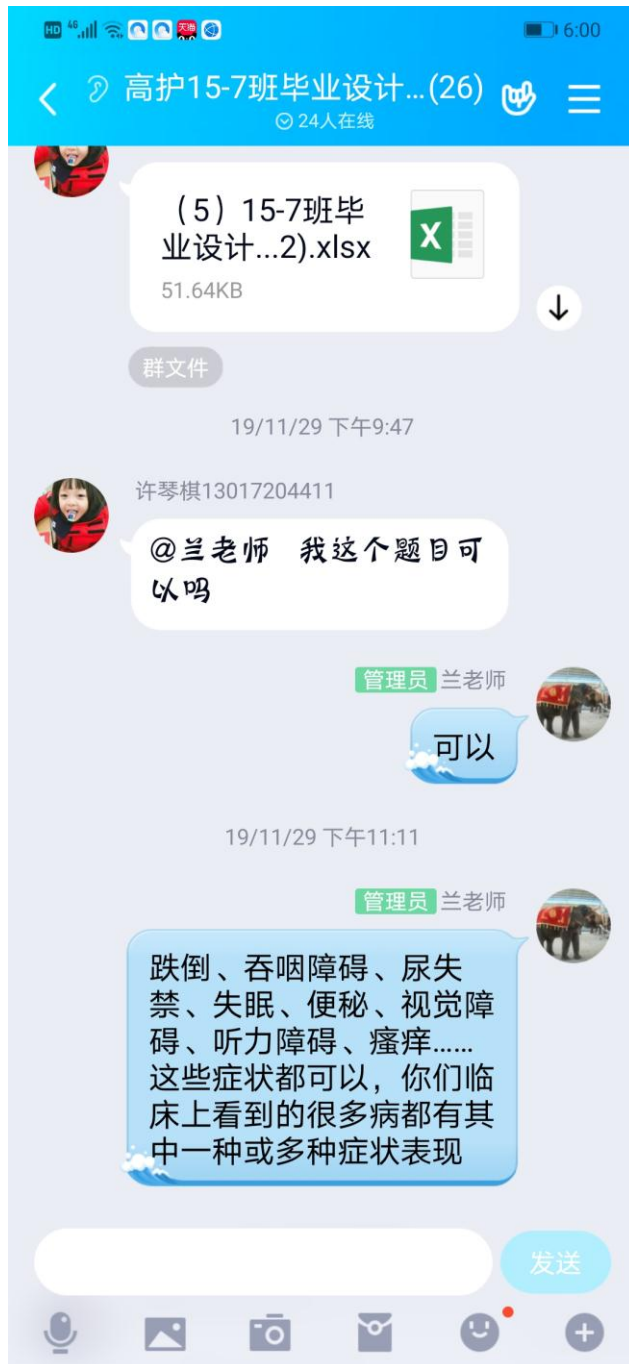 HD 46 6:00
高护15-7班毕业设计...(26)
24人在线
（5）15-7班毕
业设计...2).xlsx
X
51.64KB
群文件
19/11/29 下午9:47
许琴棋13017204411
@兰老师 我这个题目可
以吗
管理员 兰老师
可以
19/11/29 下午11:11
管理员 兰老师
跌倒、吞咽障碍、尿失
禁、失眠、便秘、视觉障
碍、听力障碍、瘙痒......
这些症状都可以，你们临
床上看到的很多病都有其
中一种或多种症状表现
发送